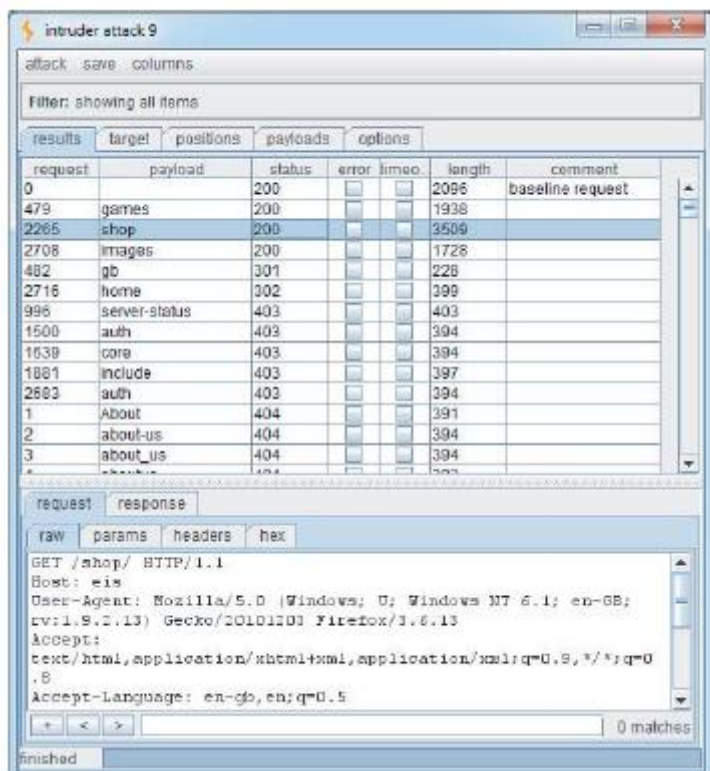 intruder attack 9
attack save columns
Filter: showing all items
results target positions payloads options
request payload status error timeo. length comment
0 200 2096 baseline request
479 games 200 1938
2265 shop 200 3509
2708 images 200 1728
482 gb 301 228
2716 home 302 399
996 server-status 403 403
1500 auth 403 394
1639 core 403 394
1881 include 403 397
2683 auth 403 394
1 About 404 391
2 about-us 404 394
3 about_us 404 394
request response
raw params headers hex
GET /shop/ HTTP/1.1
Host: eis
User-Agent: Mozilla/5.0 (Windows; U; Windows NT 6.1; en-GB;
rv:1.9.2.13) Gecko/20101203 Firefox/3.6.13
Accept:
text/html,application/xhtml+xml,application/xml;q=0.9,*/*;q=0
.8
Accept-Language: en-gb,en;q=0.5
+ < > 0 matches
finished